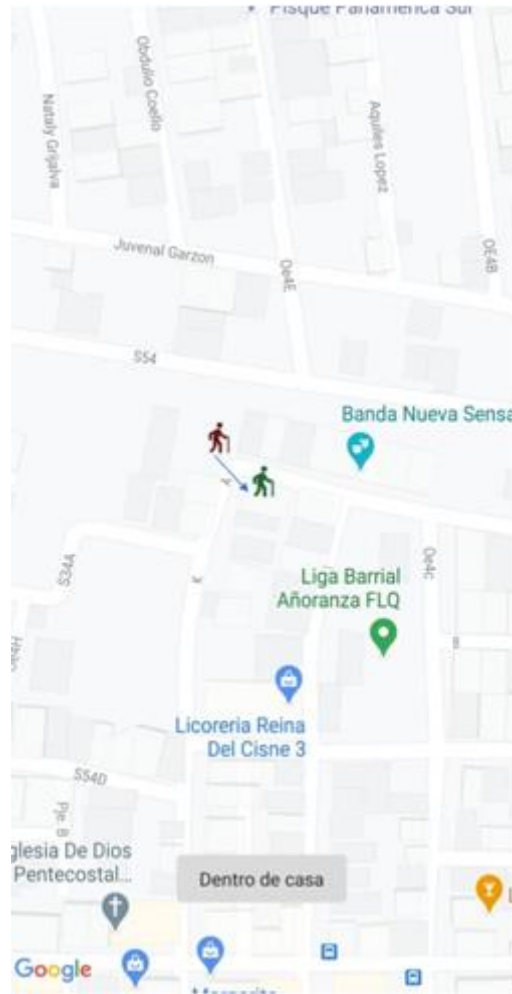 Pisque Panamerica Sur
Obdulio Coello
Nataly Grijalva
Aquiles Lopez
Juvenal Garzon
Oe4E
OE4B
S54
Banda Nueva Sensa
S34A
Oe4c
Liga Barrial
Añoranza FLQ
Licoreria Reina
Del Cisne 3
S54D
Pje. B
glesia De Dios
Pentecostal...
Dentro de casa
Google